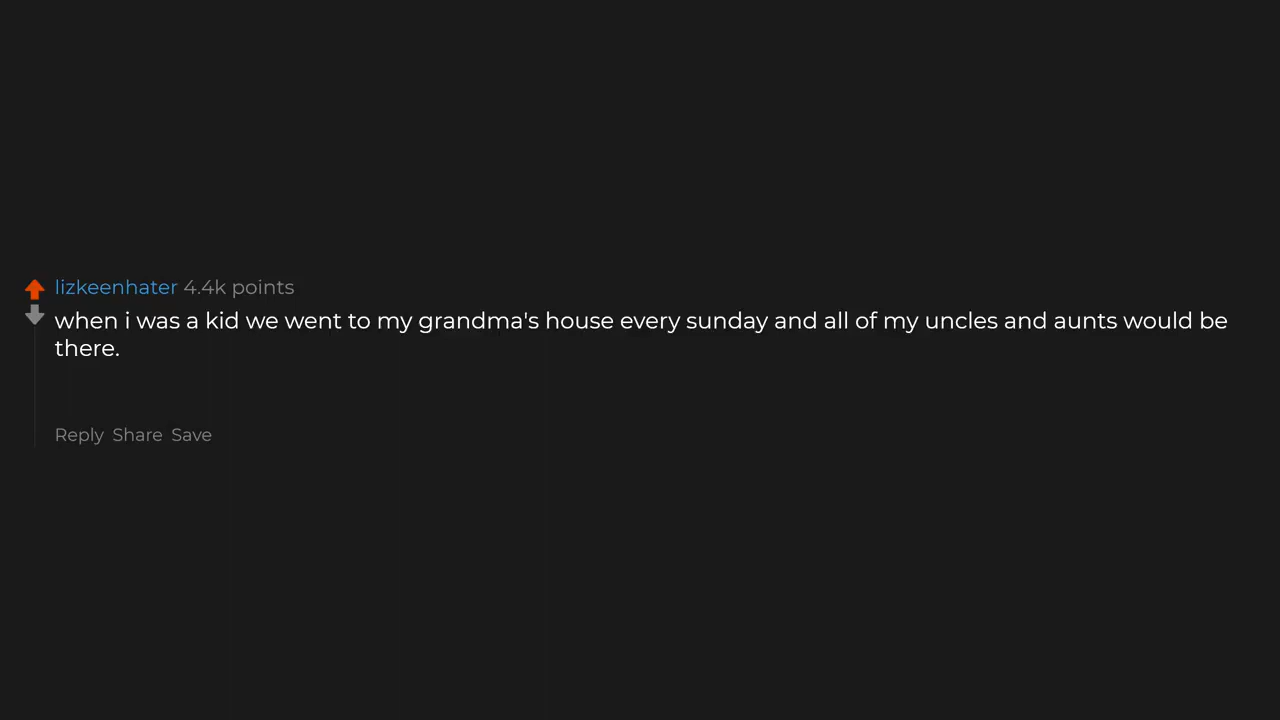 lizkeenhater 4.4k points
when i was a kid we went to my grandma's house every sunday and all of my uncles and aunts would be
there.
Reply Share Save